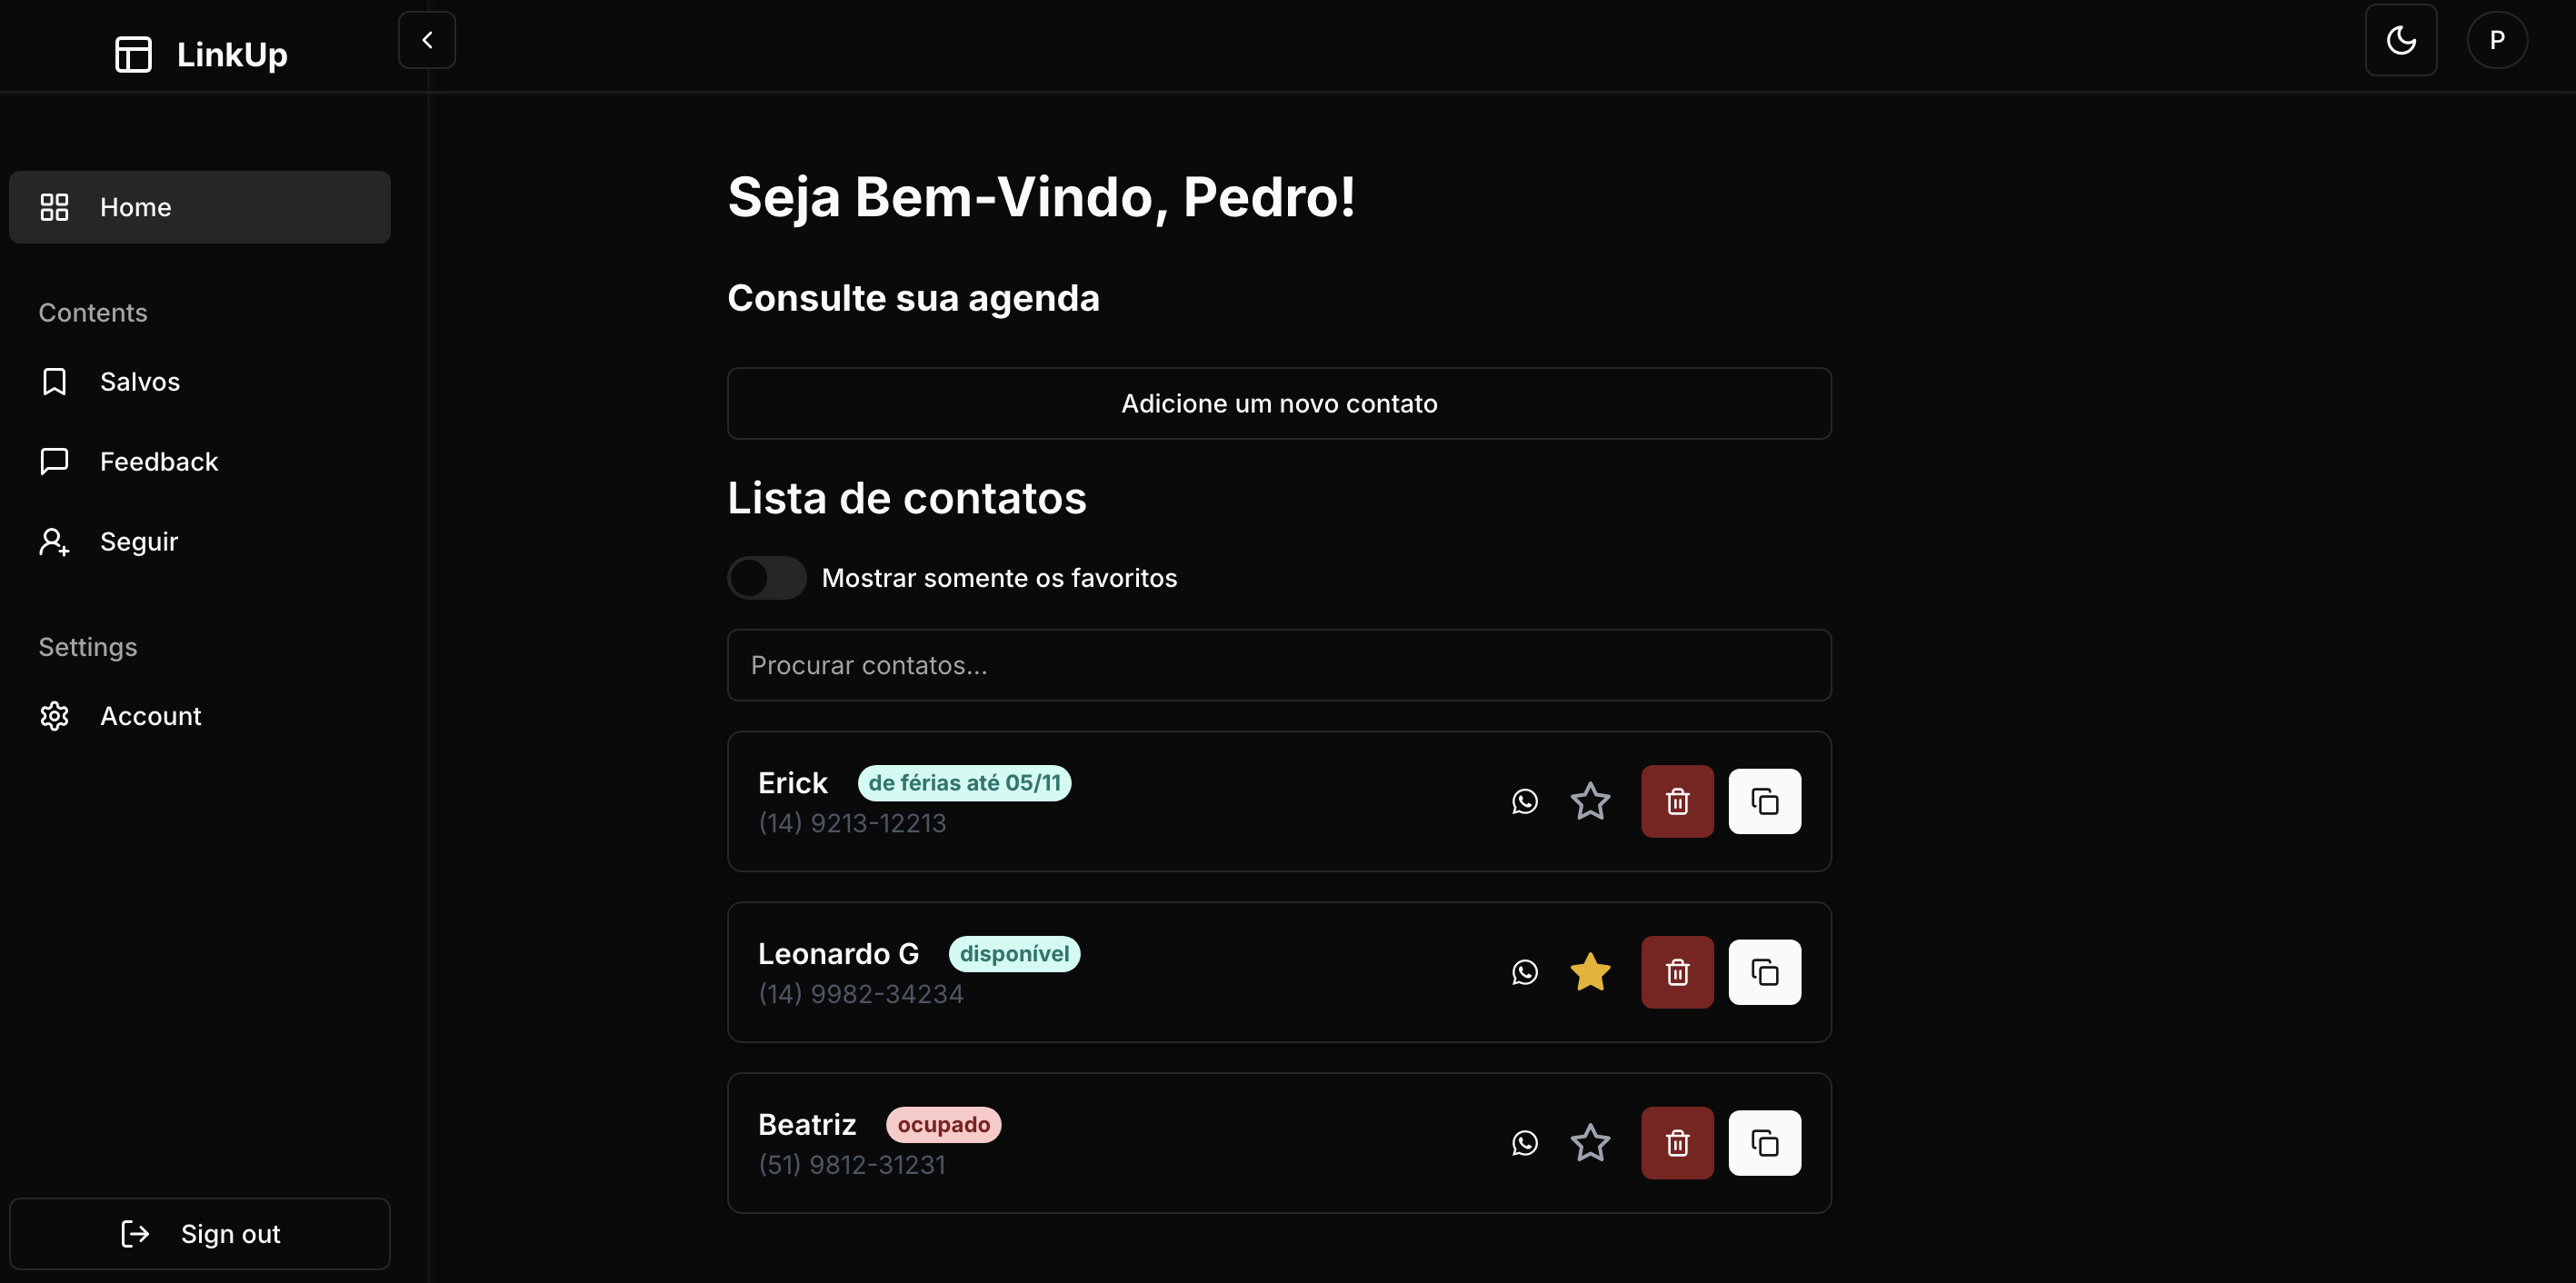 LinkUp
P
Home
Contents
Salvos
Feedback
Seguir
Settings
Account
Sign out
Seja Bem-Vindo, Pedro!
Consulte sua agenda
Adicione um novo contato
Lista de contatos
Mostrar somente os favoritos
Procurar contatos...
Erick de férias até 05/11
(14) 9213-12213
Leonardo G disponível
(14) 9982-34234
Beatriz ocupado
(51) 9812-31231